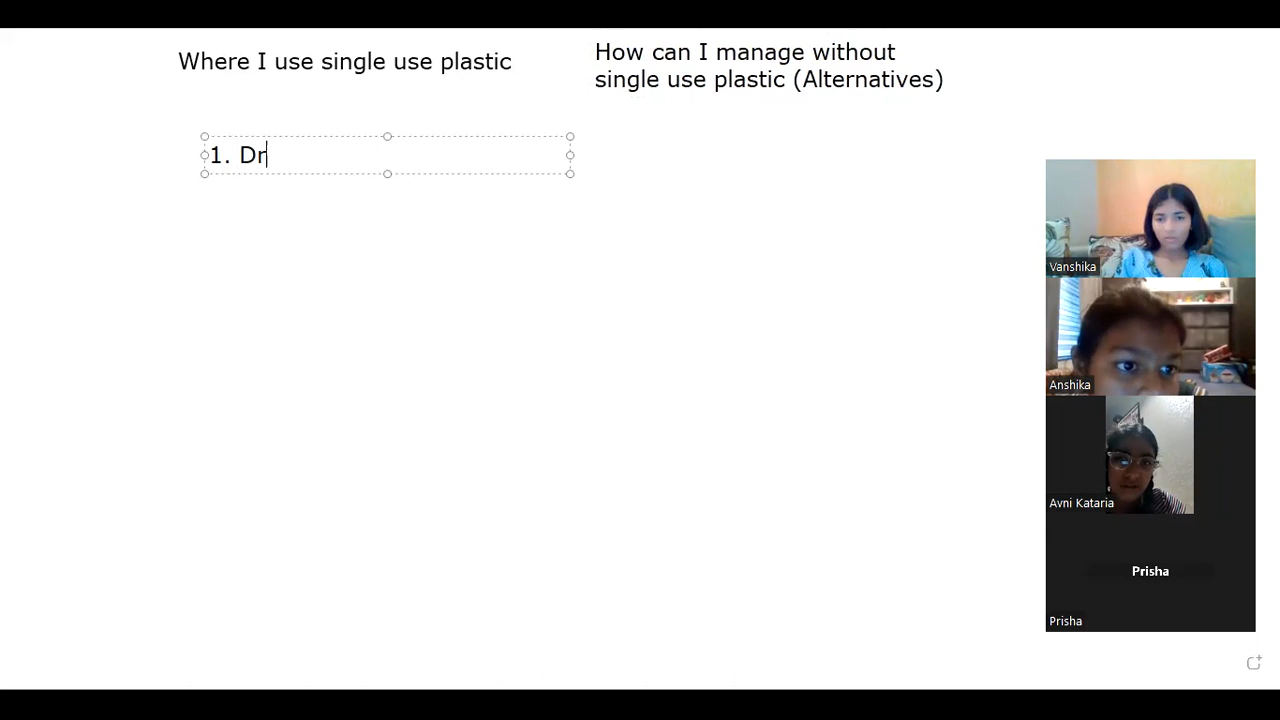 Where I use single use plastic
How can I manage without
single use plastic (Alternatives)
1. Dr
Vanshika
Anshika
Avni Kataria
Prisha
Prisha